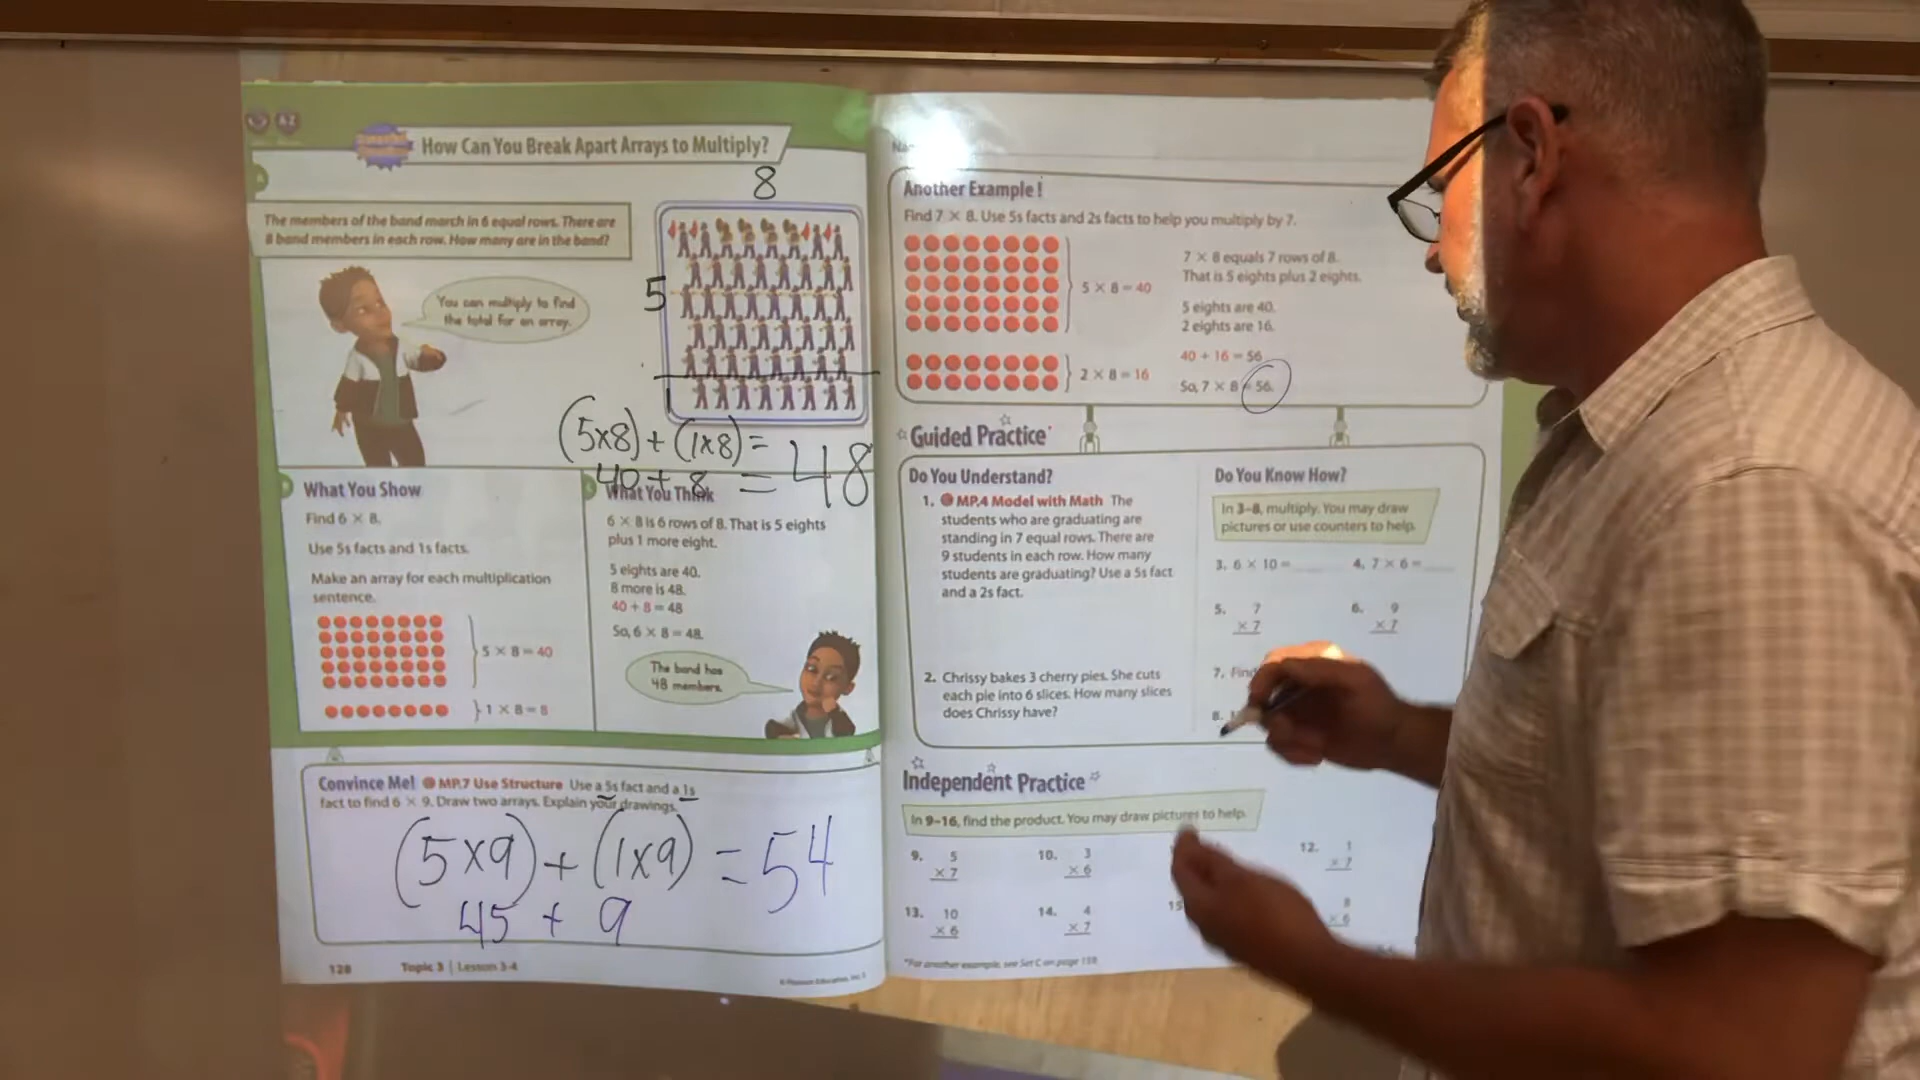 A-Z
How Can You Break Apart Arrays to Multiply?
8
The members of the band march in 6 equal rows. There are
8 band members in each row. How many are in the band?
You can multiply to find
the total for an array.
5
1
(5x8) + (1x8) =
40 + 8 = 48
What You Show
Find 6 × 8.
Use 5s facts and 1s facts.
Make an array for each multiplication
sentence.
5 × 8 = 40
1 × 8 = 8
What You Think
6 × 8 is 6 rows of 8. That is 5 eights
plus 1 more eight.
5 eights are 40.
8 more is 48.
40 + 8 = 48
So, 6 × 8 = 48.
The band has
48 members.
Convince Me! MP.7 Use Structure Use a 5s fact and a 1s
fact to find 6 × 9. Draw two arrays. Explain your drawings.
(5x9) + (1x9) = 54
45 + 9
128 Topic 3 | Lesson 3-4
Another Example!
Find 7 × 8. Use 5s facts and 2s facts to help you multiply by 7.
5 × 8 = 40
2 × 8 = 16
7 × 8 equals 7 rows of 8.
That is 5 eights plus 2 eights.
5 eights are 40.
2 eights are 16.
40 + 16 = 56
So, 7 × 8 = 56.
Guided Practice*
Do You Understand?
1. MP.4 Model with Math The
students who are graduating are
standing in 7 equal rows. There are
9 students in each row. How many
students are graduating? Use a 5s fact
and a 2s fact.
2. Chrissy bakes 3 cherry pies. She cuts
each pie into 6 slices. How many slices
does Chrissy have?
Do You Know How?
In 3–8, multiply. You may draw
pictures or use counters to help.
3. 6 × 10 = 4. 7 × 6 =
5. 7 6. 9
× 7 × 7
7. Find
8.
Independent Practice*
In 9–16, find the product. You may draw pictures to help.
9. 5 10. 3 12. 1
× 7 × 6 × 7
13. 10 14. 4 15 8
× 6 × 7 × 6
*For another example, see Set C on page 159.